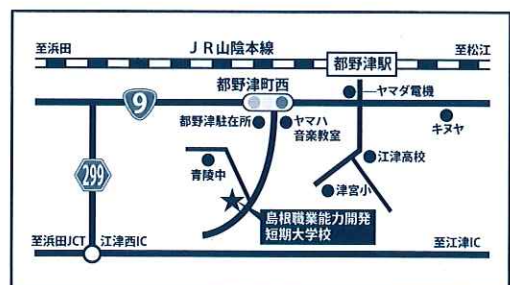 至浜田
JR山陰本線
都野津駅
至松江
都野津町西
ヤマダ電機
9
都野津駐在所
ヤマハ
音楽教室
キヌヤ
299
青陵中
江津高校
津宮小
島根職業能力開発
短期大学校
至浜田JCT
江津西IC
至江津IC